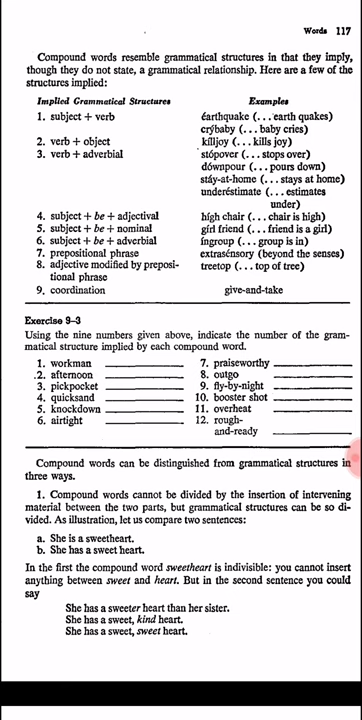 Words 117
Compound words resemble grammatical structures in that they imply,
though they do not state, a grammatical relationship. Here are a few of the
structures implied:
Implied Grammatical Structures Examples
1. subject + verb éarthquake (. . . earth quakes)
crýbaby (. . . baby cries)
2. verb + object kílljoy (. . . kills joy)
3. verb + adverbial stópover (. . . stops over)
dównpour (. . . pours down)
stáy-at-home (. . . stays at home)
underéstimate (. . . estimates
under)
4. subject + be + adjectival hígh chair (. . . chair is high)
5. subject + be + nominal gírl friend (. . . friend is a girl)
6. subject + be + adverbial íngroup (. . . group is in)
7. prepositional phrase extrasénsory (beyond the senses)
8. adjective modified by preposi- treetop (. . . top of tree)
tional phrase
9. coordination give-and-take
Exercise 9–3
Using the nine numbers given above, indicate the number of the gram-
matical structure implied by each compound word.
1. workman 7. praiseworthy
2. afternoon 8. outgo
3. pickpocket 9. fly-by-night
4. quicksand 10. booster shot
5. knockdown 11. overheat
6. airtight 12. rough-
and-ready
Compound words can be distinguished from grammatical structures in
three ways.
1. Compound words cannot be divided by the insertion of intervening
material between the two parts, but grammatical structures can be so di-
vided. As illustration, let us compare two sentences:
a. She is a sweetheart.
b. She has a sweet heart.
In the first the compound word sweetheart is indivisible: you cannot insert
anything between sweet and heart. But in the second sentence you could
say
She has a sweeter heart than her sister.
She has a sweet, kind heart.
She has a sweet, sweet heart.